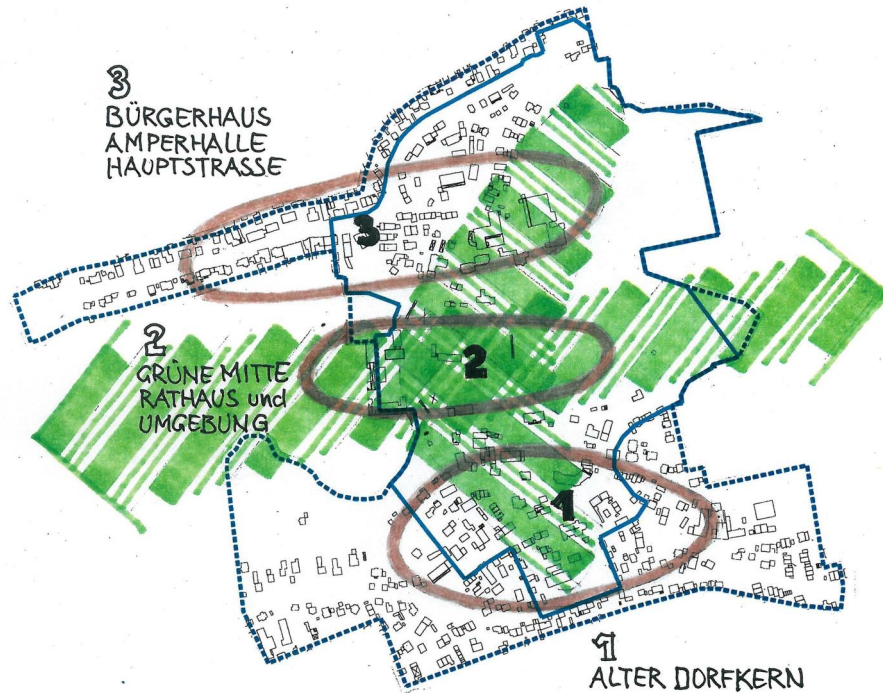 3
BÜRGERHAUS
AMPERHALLE
HAUPTSTRASSE
3
2
GRÜNE MITTE
RATHAUS und
UMGEBUNG
2
1
1
ALTER DORFKERN